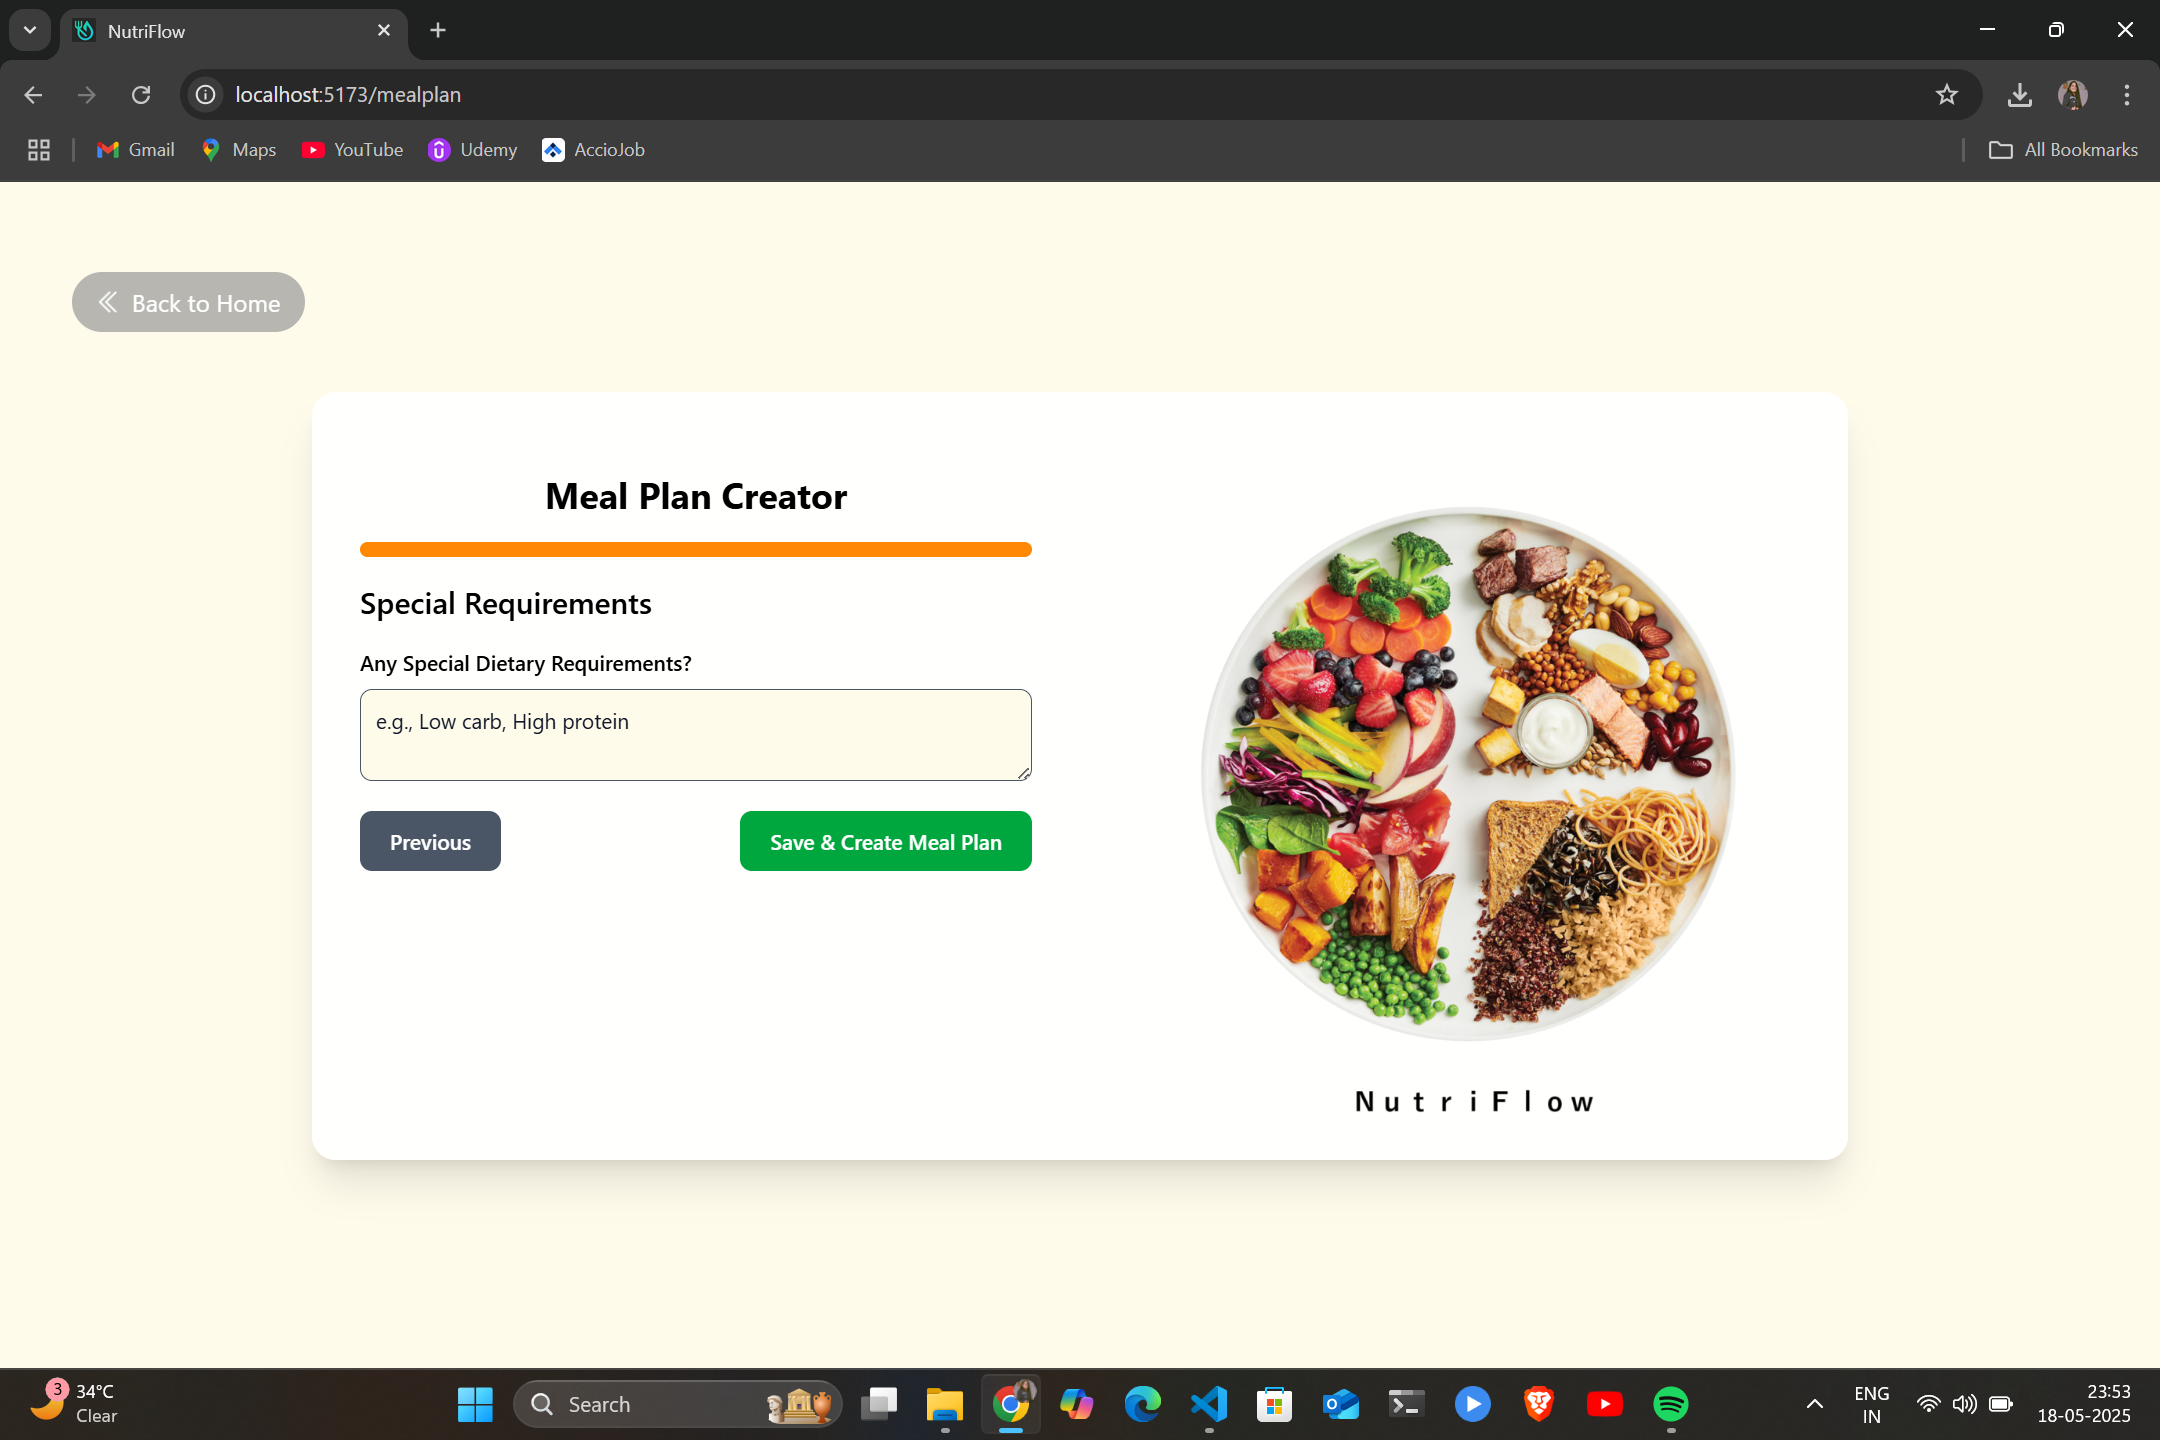 NutriFlow
localhost:5173/mealplan
Gmail
Maps
YouTube
Udemy
AccioJob
All Bookmarks
Back to Home
Meal Plan Creator
Special Requirements
Any Special Dietary Requirements?
e.g., Low carb, High protein
Previous
Save & Create Meal Plan
NutriFlow
3
34°C
Clear
Search
ENG
IN
23:53
18-05-2025